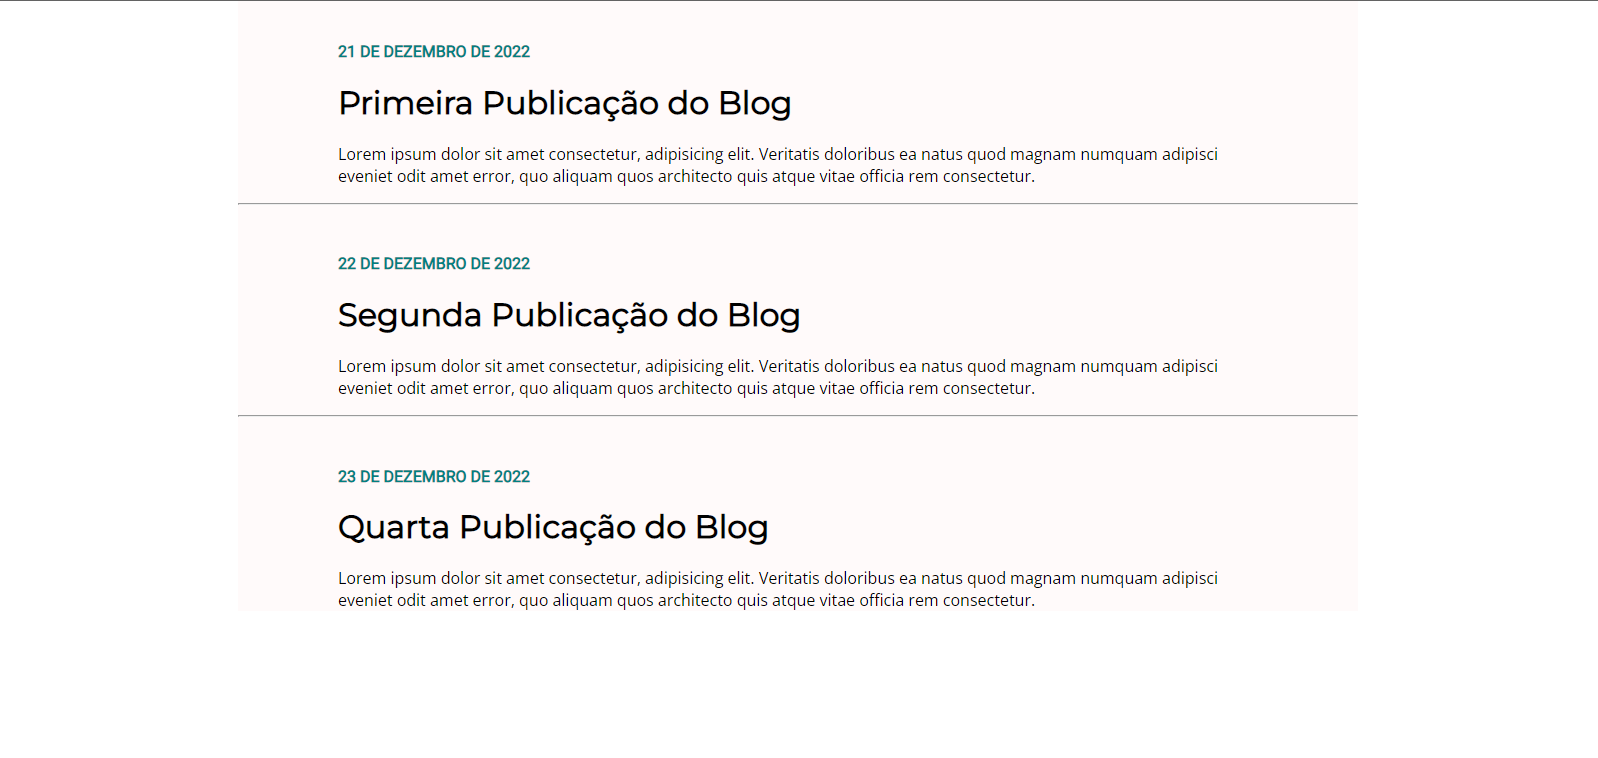 21 DE DEZEMBRO DE 2022
Primeira Publicação do Blog
Lorem ipsum dolor sit amet consectetur, adipisicing elit. Veritatis doloribus ea natus quod magnam numquam adipisci
eveniet odit amet error, quo aliquam quos architecto quis atque vitae officia rem consectetur.
22 DE DEZEMBRO DE 2022
Segunda Publicação do Blog
Lorem ipsum dolor sit amet consectetur, adipisicing elit. Veritatis doloribus ea natus quod magnam numquam adipisci
eveniet odit amet error, quo aliquam quos architecto quis atque vitae officia rem consectetur.
23 DE DEZEMBRO DE 2022
Quarta Publicação do Blog
Lorem ipsum dolor sit amet consectetur, adipisicing elit. Veritatis doloribus ea natus quod magnam numquam adipisci
eveniet odit amet error, quo aliquam quos architecto quis atque vitae officia rem consectetur.